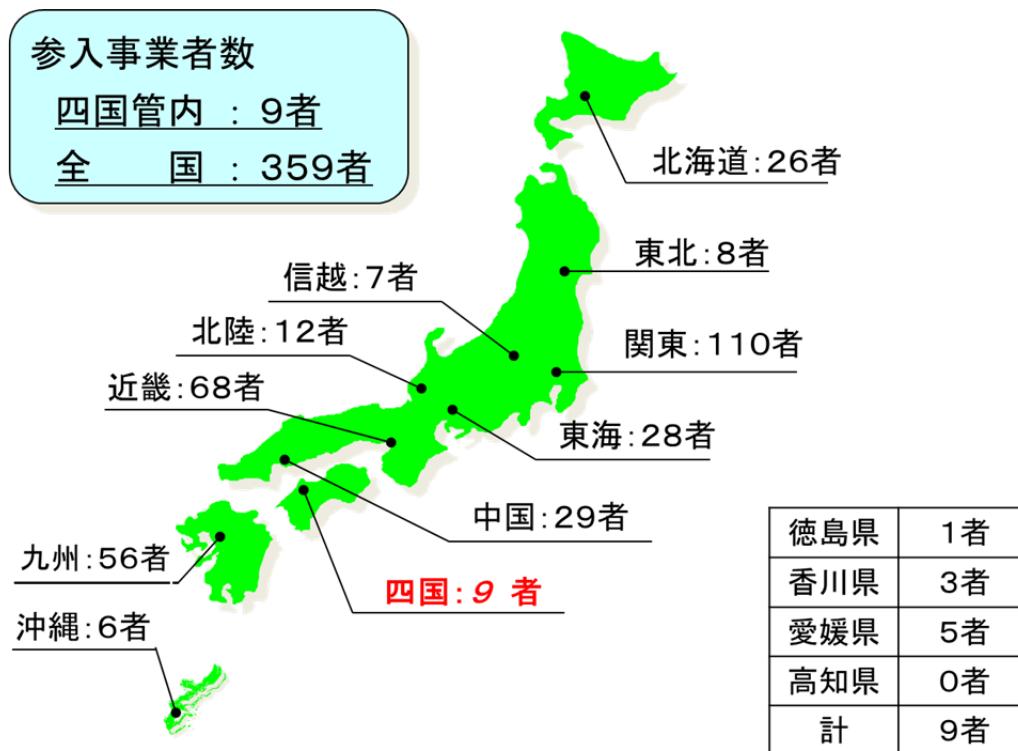 参入事業者数
四国管内 : 9者
全 国 : 359者
北海道:26者
東北:8者
信越:7者
北陸:12者
関東:110者
近畿:68者
東海:28者
中国:29者
九州:56者
四国:9 者
沖縄:6者
徳島県 1者
香川県 3者
愛媛県 5者
高知県 0者
計 9者